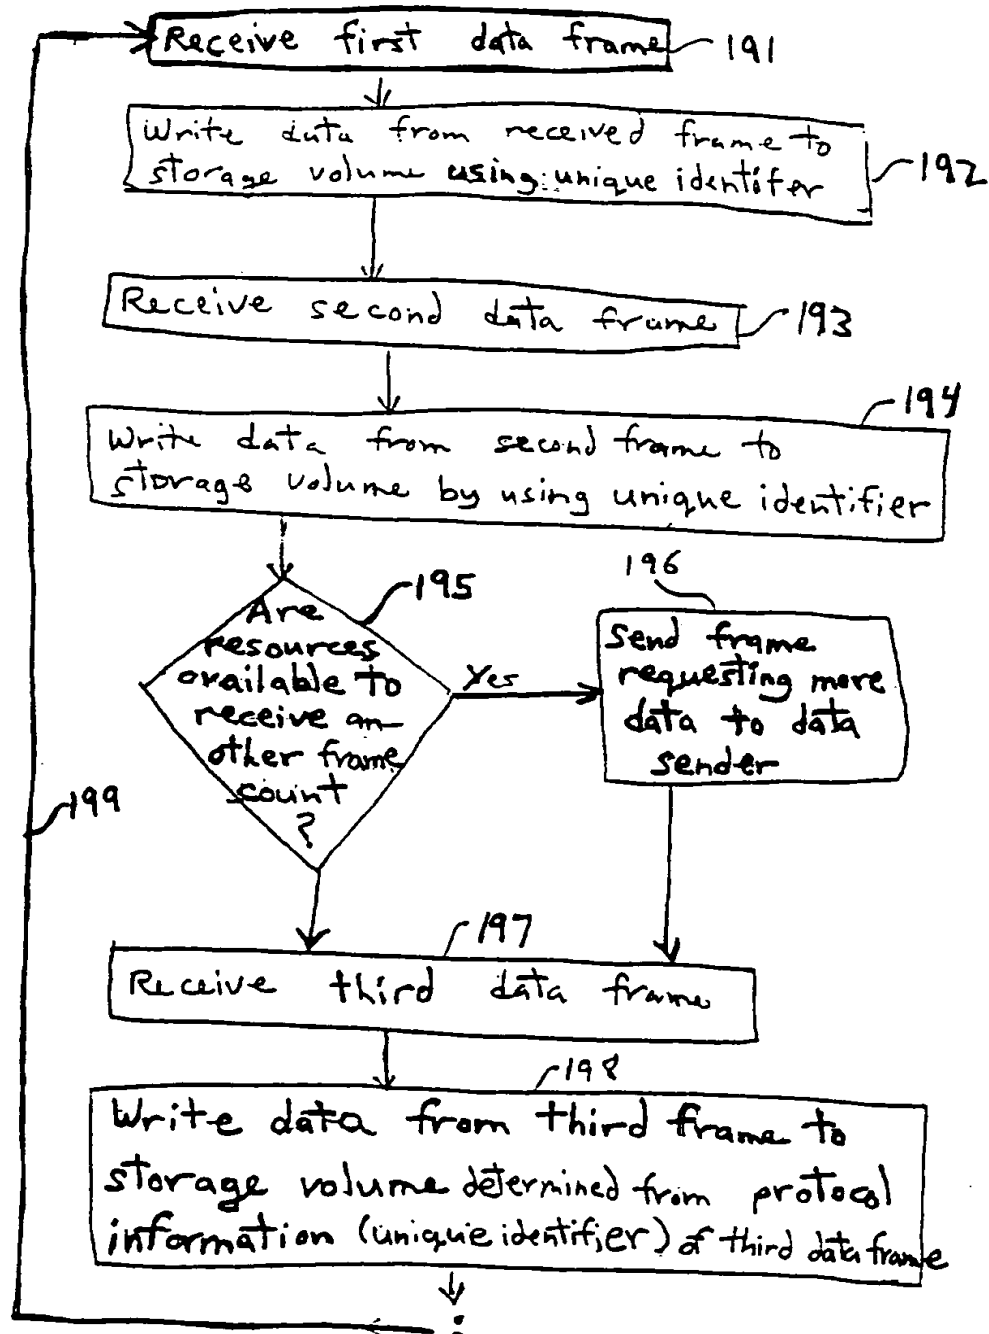 Receive first data frame 191
Write data from received frame to
storage volume using unique identifer 192
Receive second data frame 193
194
Write data from second frame to
storage volume by using unique identifier
195
Are
resources
available to
receive an-
other frame
count
?
Yes
196
Send frame
requesting more
data to data
sender
199
197
Receive third data frame
198
Write data from third frame to
storage volume determined from protocol
information (unique identifier) of third data frame